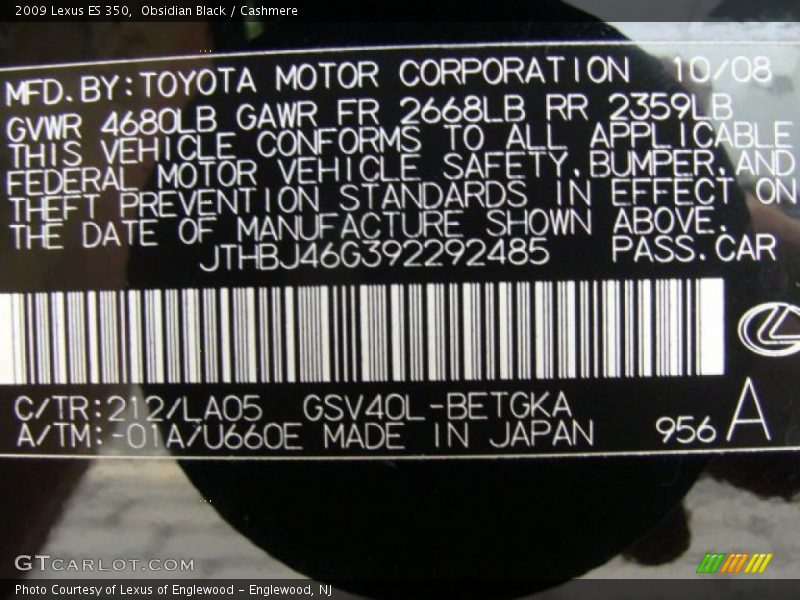 2009 Lexus ES 350,  Obsidian Black / Cashmere
MFD. BY: TOYOTA MOTOR CORPORATION 10/08
GVWR 4680LB GAWR FR 2668LB RR 2359LB
THIS VEHICLE CONFORMS TO ALL APPLICABLE
FEDERAL MOTOR VEHICLE SAFETY, BUMPER, AND
THEFT PREVENTION STANDARDS IN EFFECT ON
THE DATE OF MANUFACTURE SHOWN ABOVE.
JTHBJ46G392292485 PASS. CAR
C/TR: 212/LA05 GSV40L-BETGKA
A/TM: -01A/U660E MADE IN JAPAN 956 A
GTCARLOT.COM
Photo Courtesy of Lexus of Englewood - Englewood, NJ